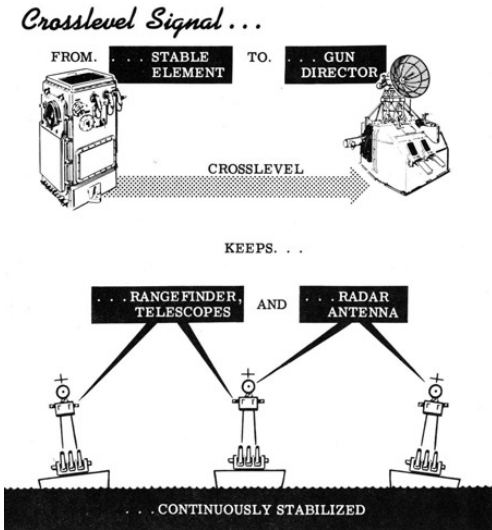 Crosslevel Signal...
FROM. . . . STABLE TO. . . . GUN
ELEMENT DIRECTOR
CROSSLEVEL
KEEPS. . .
. . . RANGEFINDER, AND . . . RADAR
TELESCOPES ANTENNA
. . . CONTINUOUSLY STABILIZED